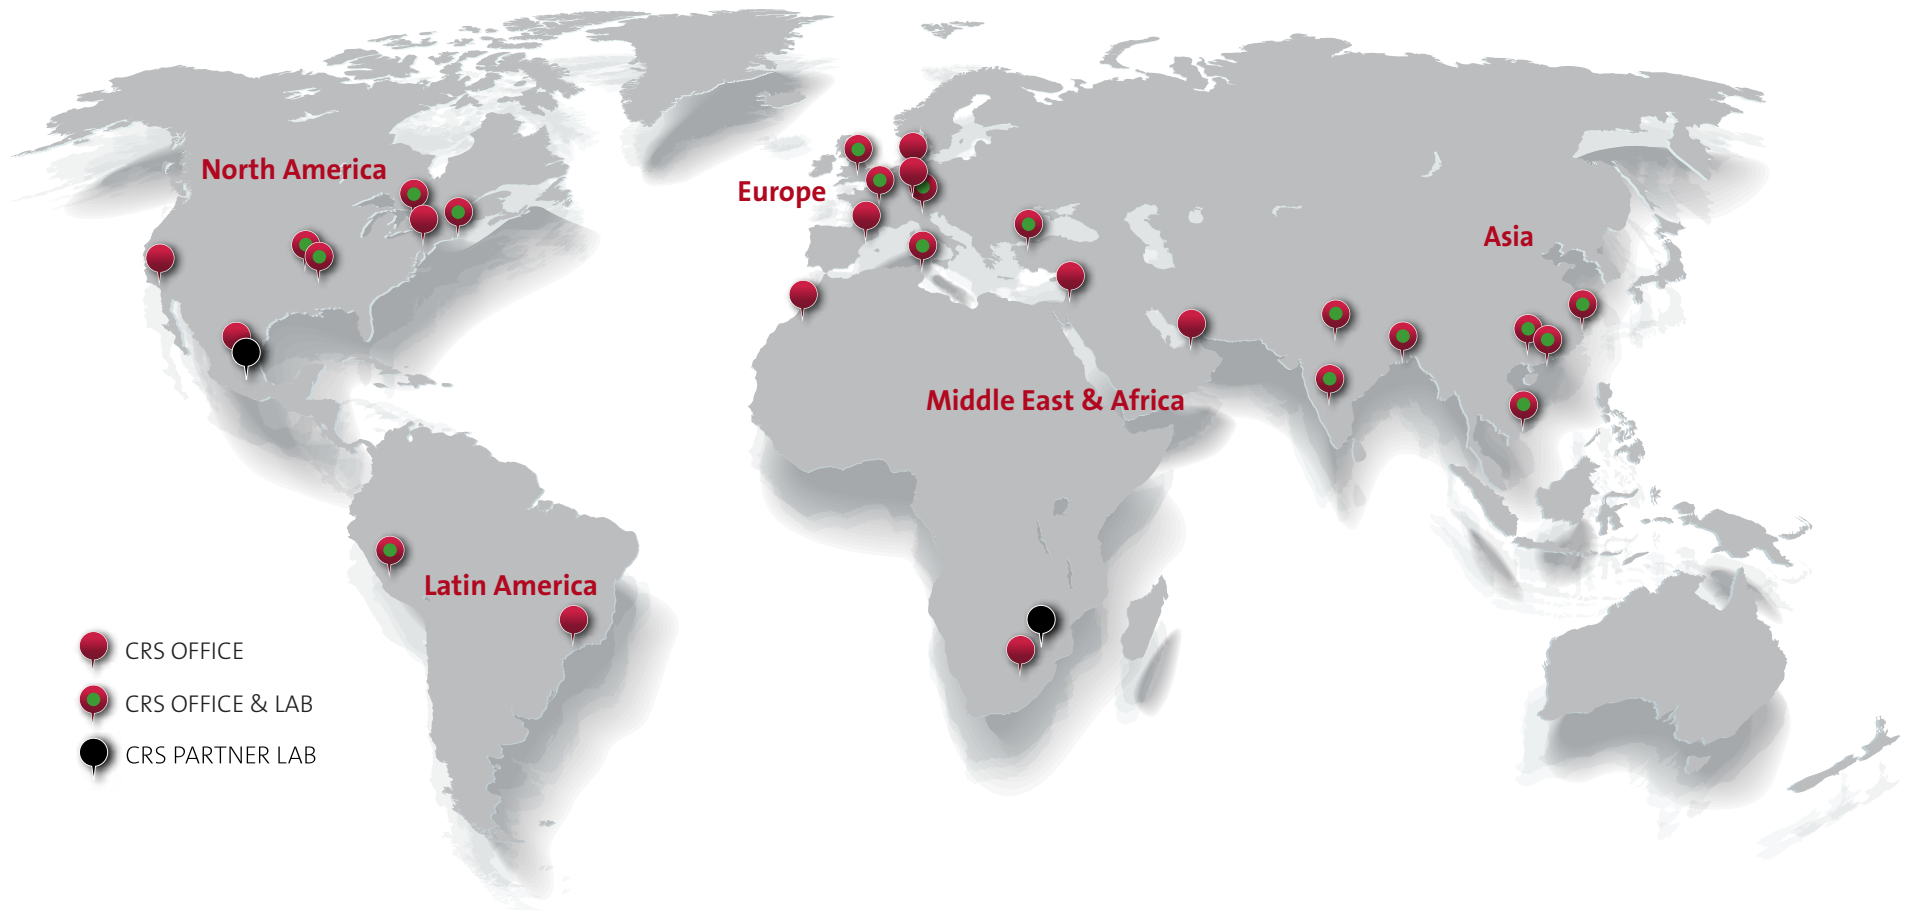 North America
Europe
Asia
Middle East & Africa
Latin America
CRS OFFICE
CRS OFFICE & LAB
CRS PARTNER LAB